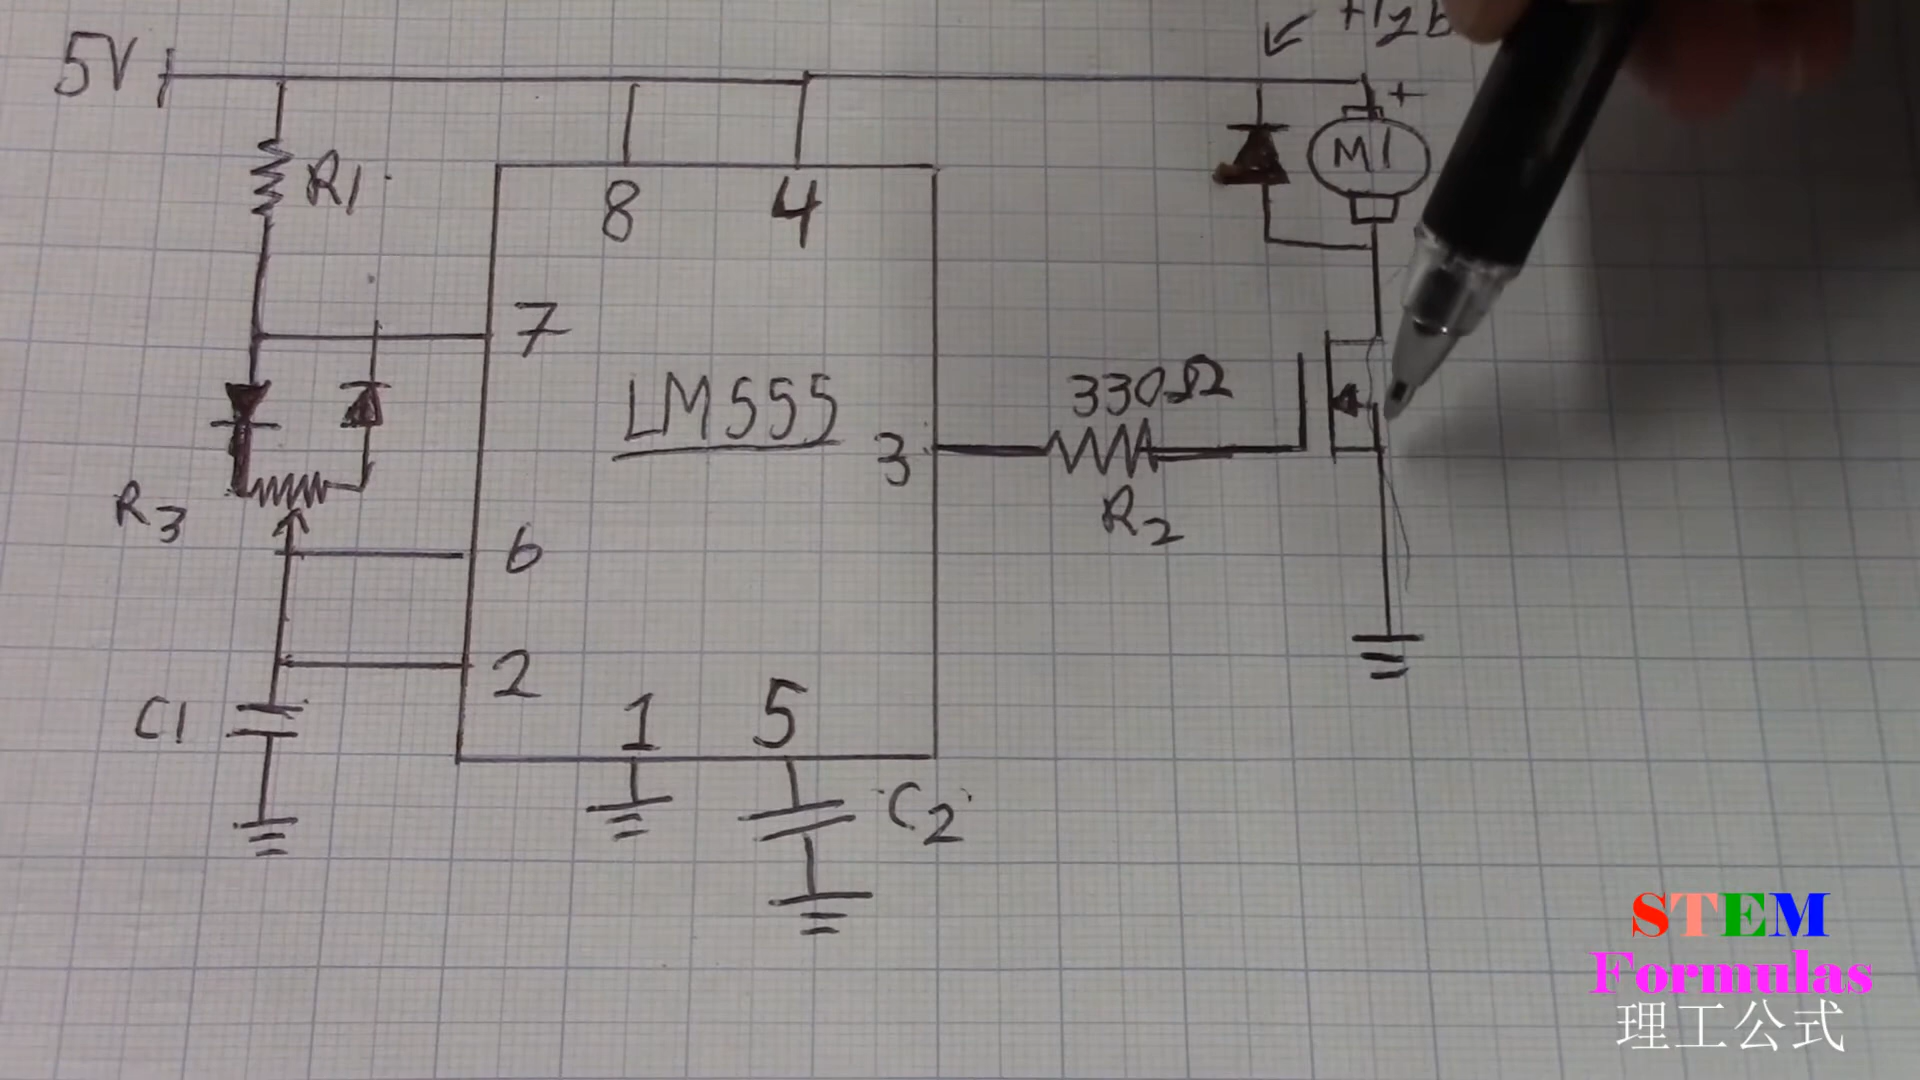 5V
R1
8
4
+
M1
7
LM555
330Ω
3
R3
R2
6
2
C1
1
5
C2
STEM
Formulas
理工公式